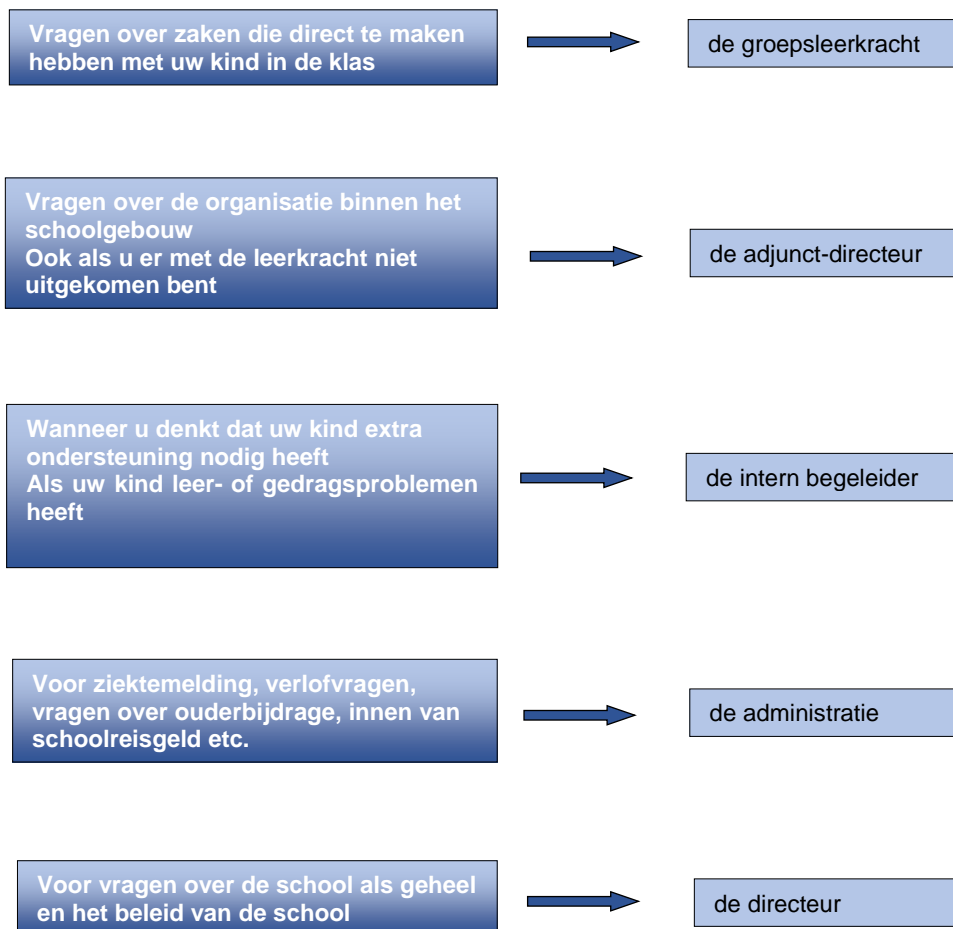 Vragen over zaken die direct te maken
hebben met uw kind in de klas
de groepsleerkracht
Vragen over de organisatie binnen het
schoolgebouw
Ook als u er met de leerkracht niet
uitgekomen bent
de adjunct-directeur
Wanneer u denkt dat uw kind extra
ondersteuning nodig heeft
Als uw kind leer- of gedragsproblemen
heeft
de intern begeleider
Voor ziektemelding, verlofvragen,
vragen over ouderbijdrage, innen van
schoolreisgeld etc.
de administratie
Voor vragen over de school als geheel
en het beleid van de school
de directeur